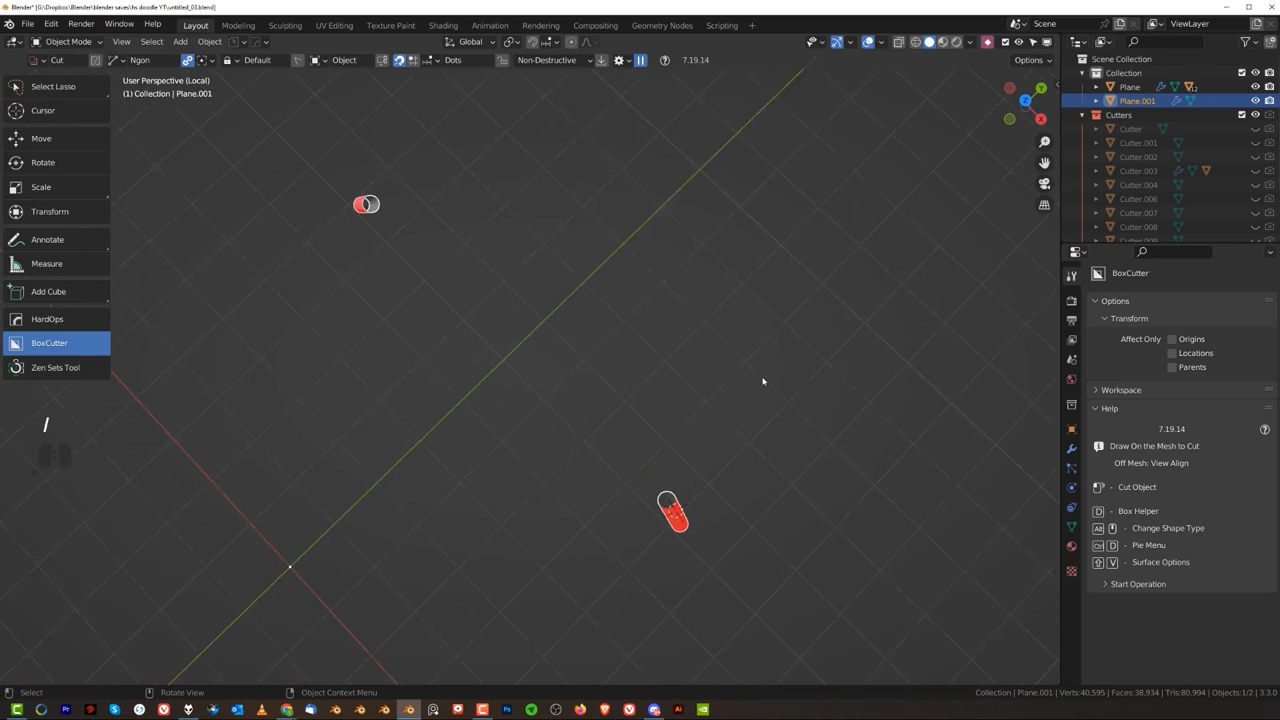 Blender* [G:\Dropbox\Blender\blender saves\hs doodle YT\untitled_03.blend]
File Edit Render Window Help Layout Modeling Sculpting UV Editing Texture Paint Shading Animation Rendering Compositing Geometry Nodes Scripting + Scene ViewLayer
Object Mode View Select Add Object Global Options
Cut Ngon Default Object Dots Non-Destructive 7.19.14 Options
User Perspective (Local)
(1) Collection | Plane.001
Select Lasso
Cursor
Move
Rotate
Scale
Transform
Annotate
Measure
Add Cube
HardOps
BoxCutter
Zen Sets Tool
/
Y
Z
X
Scene Collection
Collection
Plane 12
Plane.001
Cutters
Cutter
Cutter.001
Cutter.002
Cutter.003
Cutter.004
Cutter.006
Cutter.007
Cutter.008
Cutter.009
BoxCutter
Options
Transform
Affect Only Origins
Locations
Parents
Workspace
Help
7.19.14
Draw On the Mesh to Cut
Off Mesh: View Align
- Cut Object
D - Box Helper
Alt - Change Shape Type
Ctrl D - Pie Menu
V - Surface Options
Start Operation
Select Rotate View Object Context Menu Collection | Plane.001 | Verts:40,595 | Faces:38,934 | Tris:80,994 | Objects:1/2 | 3.3.0